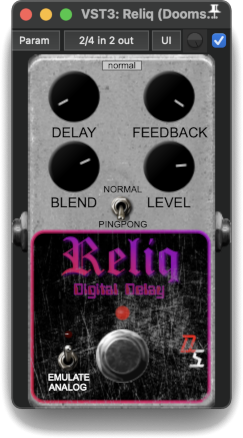 VST3: Reliq (Dooms...
Param 2/4 in 2 out UI
normal
DELAY FEEDBACK
NORMAL
BLEND LEVEL
PINGPONG
Reliq
Digital Delay
DS
EMULATE
ANALOG